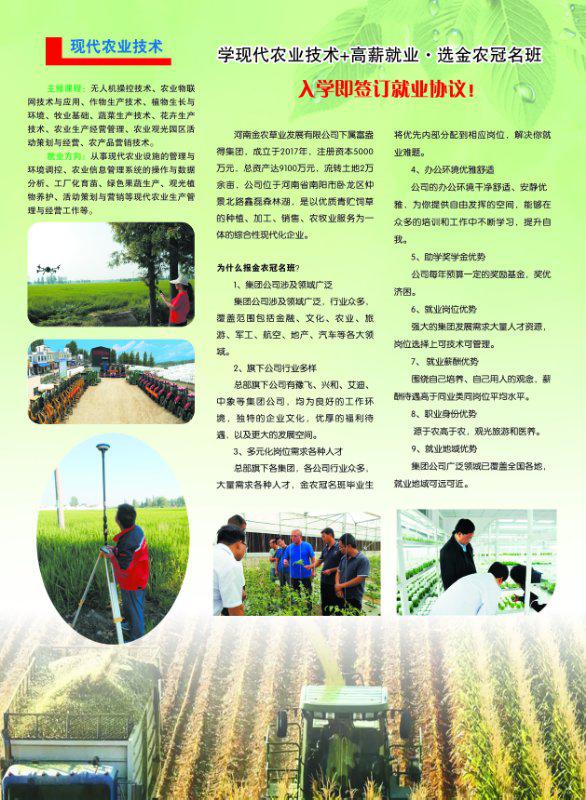 现代农业技术
主修课程：无人机操控技术、农业物联
网技术与应用、作物生产技术、植物生长与
环境、牧业基础、蔬菜生产技术、花卉生产
技术、农业生产经营管理、农业观光园区活
动策划与经营、农产品营销技术。
就业方向：从事现代农业设施的管理与
环境调控、农业信息管理系统的操作与数据
分析、工厂化育苗、绿色果蔬生产、观光植
物养护、活动策划与营销等现代农业生产管
理与经营工作等。
学现代农业技术+高薪就业·选金农冠名班
入学即签订就业协议！
河南金农草业发展有限公司下属富盎
得集团，成立于2017年，注册资本5000
万元，总资产达9100万元，流转土地2万
余亩，公司位于河南省南阳市卧龙区仲
景北路鑫磊森林湖，是以优质青贮饲草
的种植、加工、销售、农牧业服务为一
体的综合性现代化企业。
为什么报金农冠名班?
1、集团公司涉及领域广泛
集团公司涉及领域广泛，行业众多，
覆盖范围包括金融、文化、农业、旅
游、军工、航空、地产、汽车等各大领
域。
2、旗下公司行业多样
总部旗下公司有豫飞、兴和、艾迪、
中象等集团公司，均为良好的工作环
境，独特的企业文化，优厚的福利待
遇，以及更大的发展空间。
3、多元化岗位需求各种人才
总部旗下各集团，各公司行业众多，
大量需求各种人才，金农冠名班毕业生
将优先内部分配到相应岗位，解决你就
业难题。
4、办公环境优雅舒适
公司的办公环境干净舒适、安静优
雅，为你提供自由发挥的空间，能够在
众多的培训和工作中不断学习，提升自
我。
5、助学奖学金优势
公司每年预算一定的奖励基金，奖优
济困。
6、就业岗位优势
强大的集团发展需求大量人才资源，
岗位选择上可技术可管理。
7、就业薪酬优势
围绕自己培养、自己用人的观念，薪
酬待遇高于同业类同岗位平均水平。
8、职业身份优势
源于农高于农，观光旅游和医养。
9、就业地域优势
集团公司广泛领域已覆盖全国各地，
就业地域可远可近。